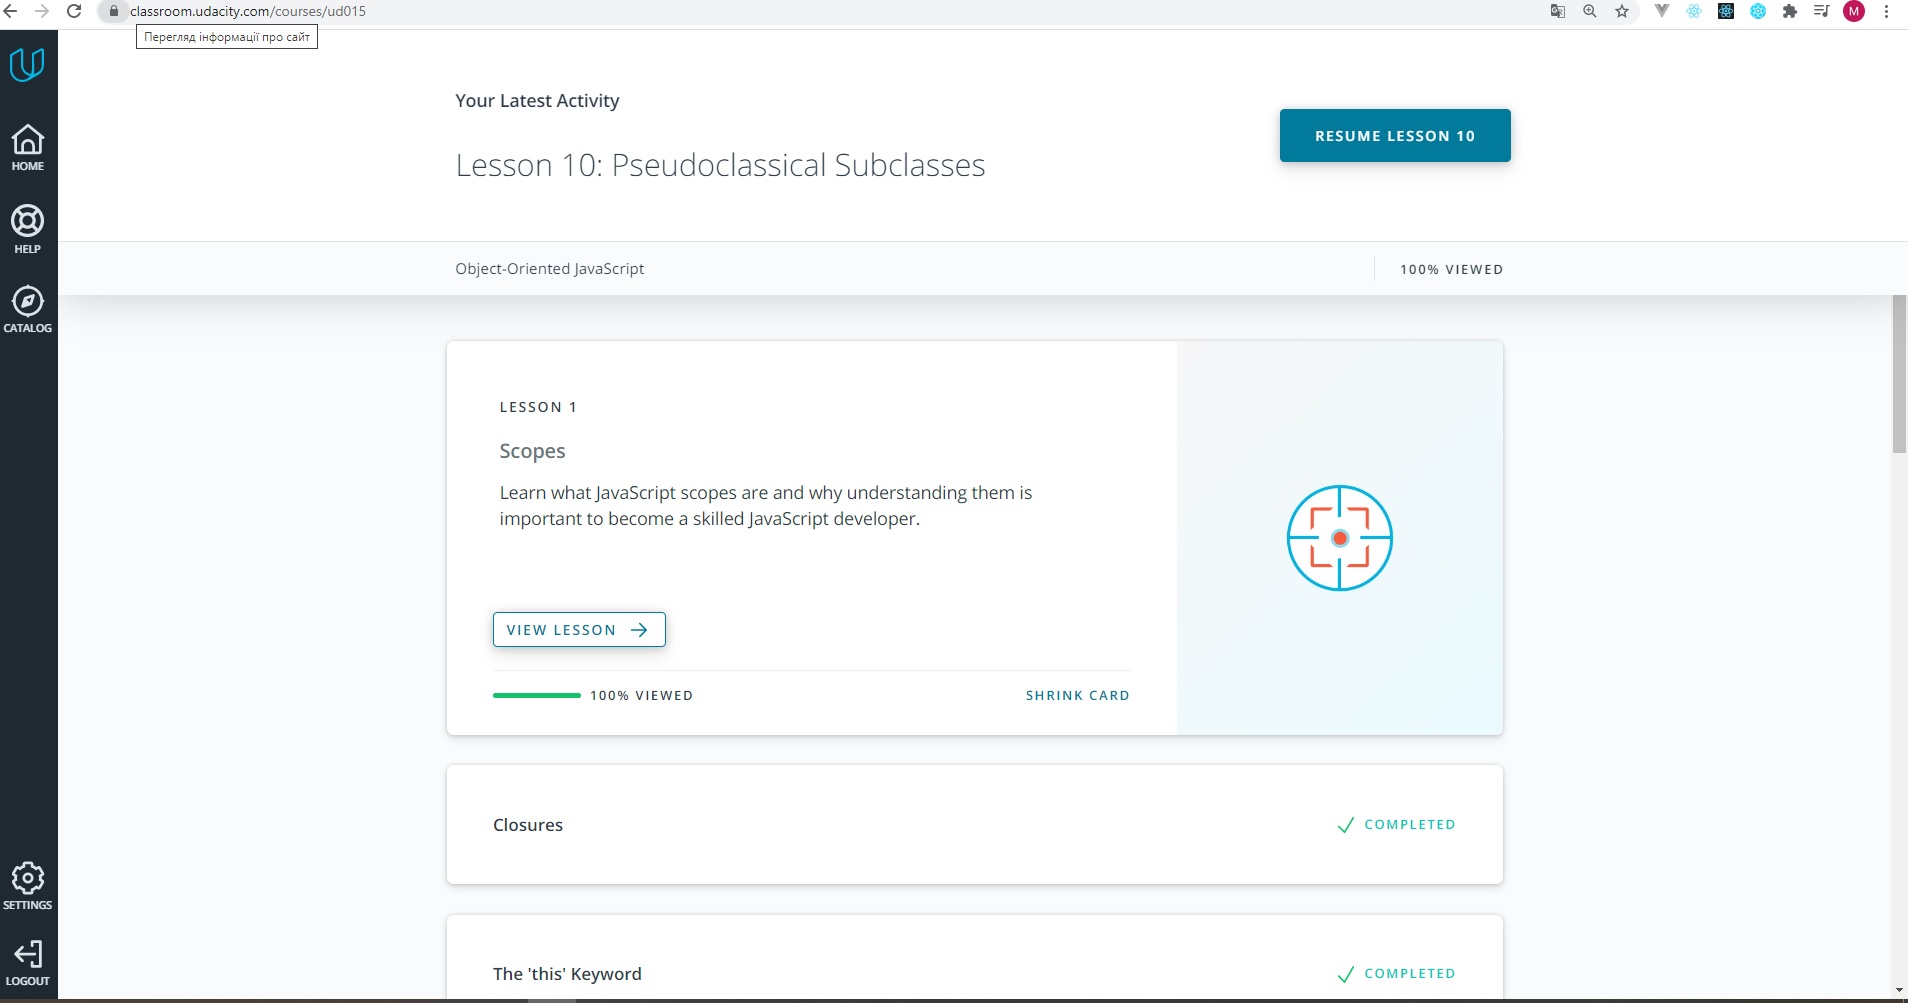 classroom.udacity.com/courses/ud015
M
Перегляд інформації про сайт
HOME
HELP
CATALOG
SETTINGS
LOGOUT
Your Latest Activity
Lesson 10: Pseudoclassical Subclasses
RESUME LESSON 10
Object-Oriented JavaScript
100% VIEWED
LESSON 1
Scopes
Learn what JavaScript scopes are and why understanding them is
important to become a skilled JavaScript developer.
VIEW LESSON
100% VIEWED
SHRINK CARD
Closures
COMPLETED
The 'this' Keyword
COMPLETED